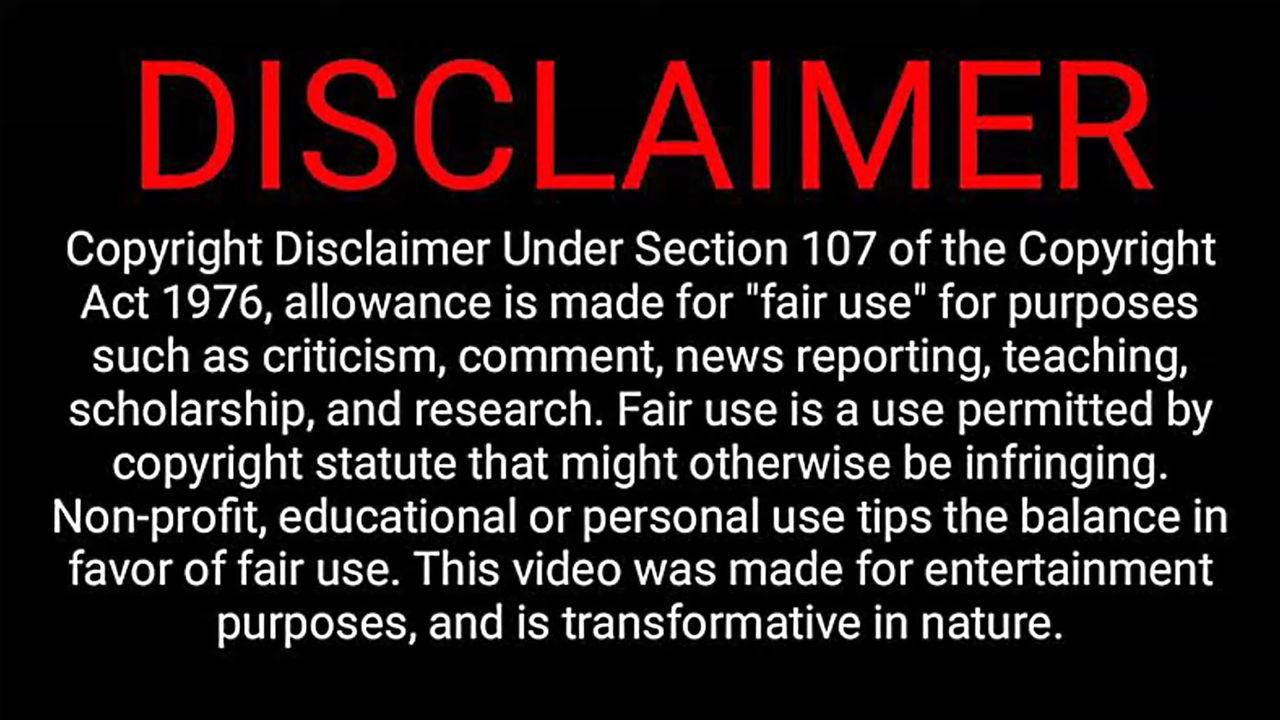 DISCLAIMER
Copyright Disclaimer Under Section 107 of the Copyright
Act 1976, allowance is made for "fair use" for purposes
such as criticism, comment, news reporting, teaching,
scholarship, and research. Fair use is a use permitted by
copyright statute that might otherwise be infringing.
Non-profit, educational or personal use tips the balance in
favor of fair use. This video was made for entertainment
purposes, and is transformative in nature.